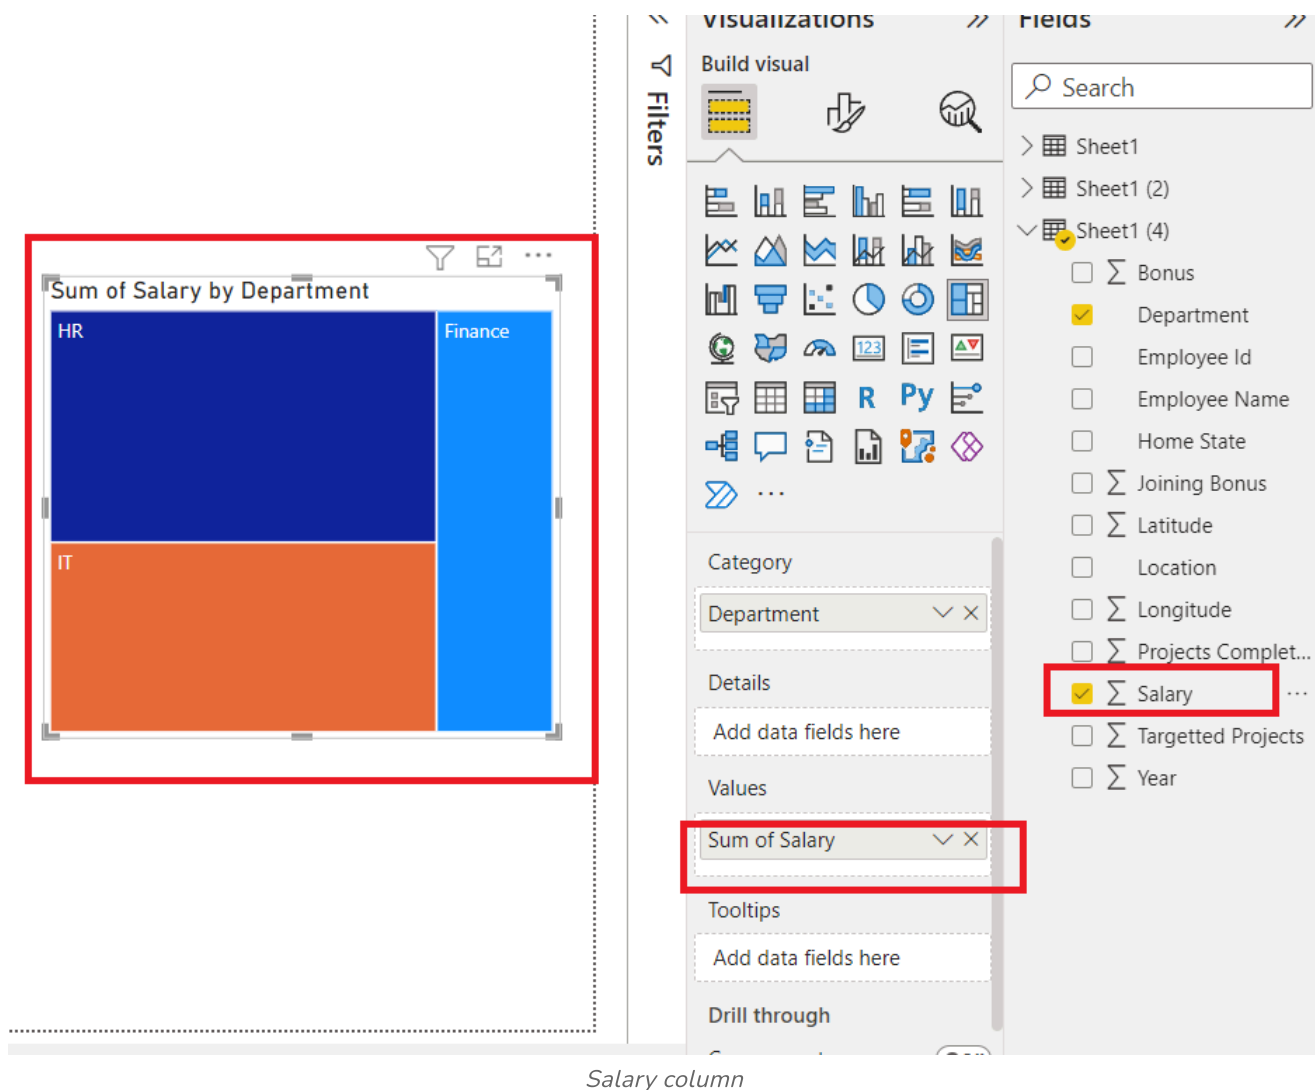 Visualizations
Fields
Build visual
Filters
Search
Sheet1
Sheet1 (2)
Sheet1 (4)
Bonus
Department
Employee Id
Employee Name
Home State
Joining Bonus
Latitude
Location
Longitude
Projects Complet...
Salary
Targetted Projects
Year
Sum of Salary by Department
HR
Finance
IT
123
R
Py
Category
Department
Details
Add data fields here
Values
Sum of Salary
Tooltips
Add data fields here
Drill through
Salary column